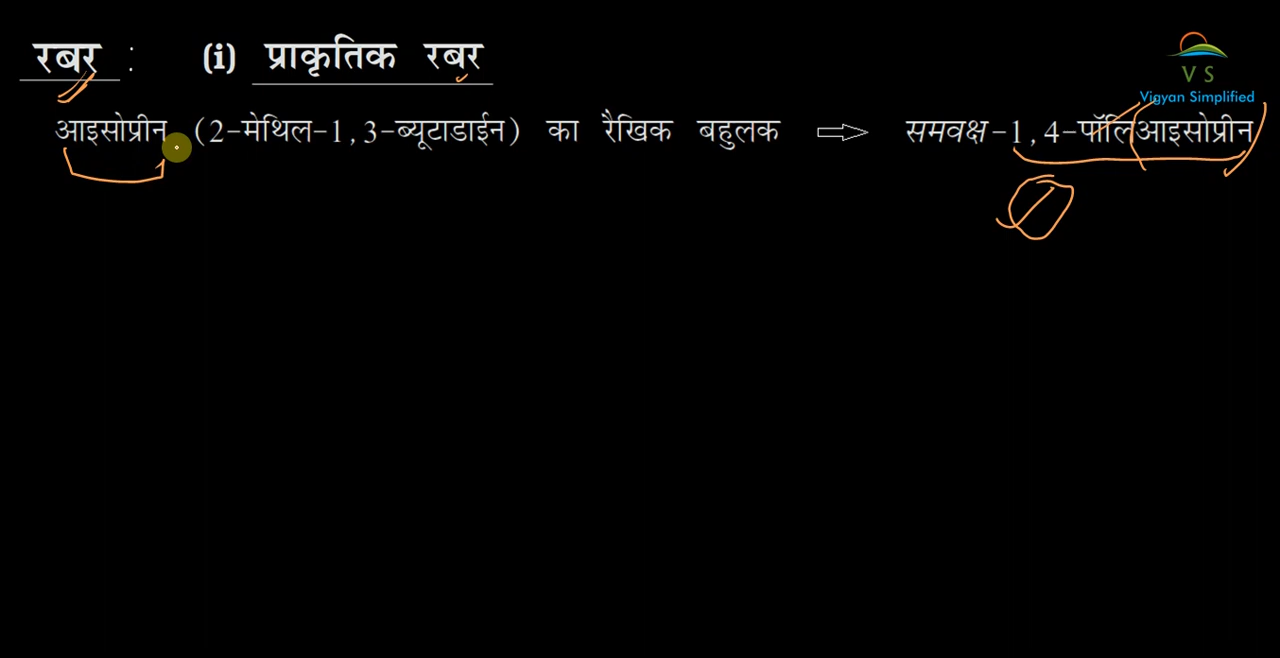 रबर : (i) प्राकृतिक रबर
V S
Vigyan Simplified
आइसोप्रीन (2-मेथिल-1,3-ब्यूटाडाईन) का रैखिक बहुलक ⇒ समवक्ष-1,4-पॉलिआइसोप्रीन